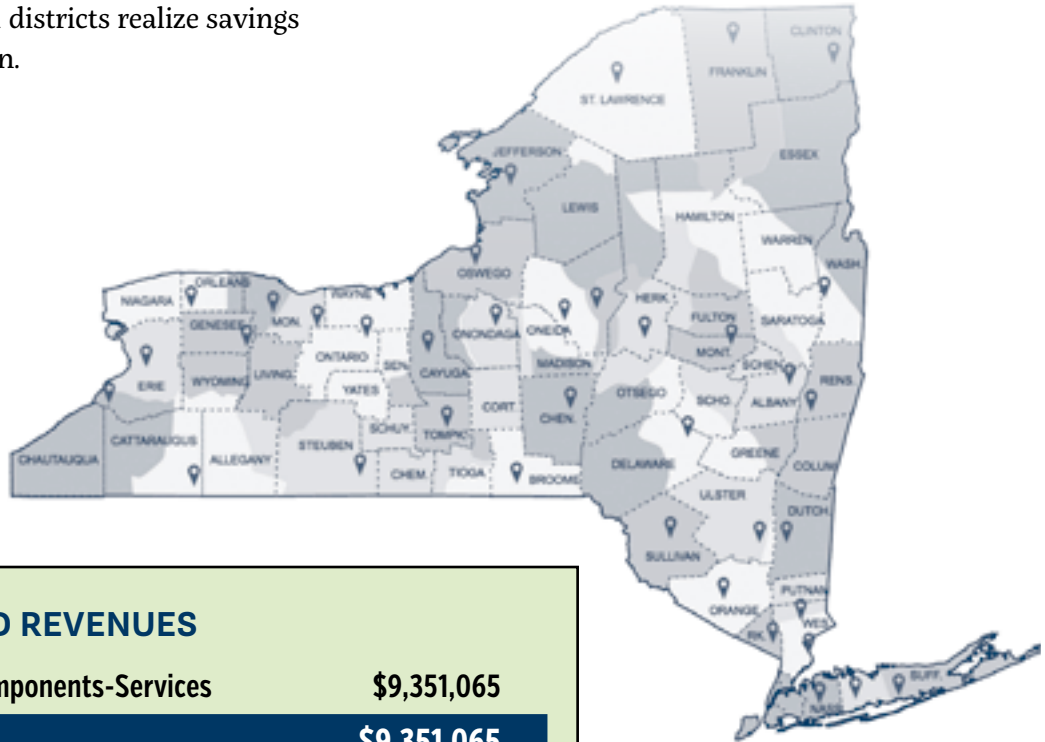 districts realize savings
n.
CLINTON
FRANKLIN
ST. LAWRENCE
ESSEX
JEFFERSON
LEWIS
HAMILTON
WARREN
WASH.
OSWEGO
ORLEANS
WAYNE
NIAGARA
HERK.
GENESEE
MON.
FULTON
SARATOGA
ONONDAGA
ONEIDA
MONT.
ONTARIO
SEN.
MADISON
SCHEN.
CAYUGA
ERIE
WYOMING
LIVING.
RENS.
YATES
OTSEGO
SCHO.
ALBANY
CORT.
CHEN.
SCHUY.
TOMPK.
CATTARAUGUS
STEUBEN
GREENE
CHAUTAUQUA
ALLEGANY
DELAWARE
COLUM
CHEM.
TIOGA
BROOME
ULSTER
DUTCH.
SULLIVAN
PUTNAM
ORANGE
WES.
RK.
SUFF.
NASS.
D REVENUES
mponents-Services $9,351,065
$9,351,065